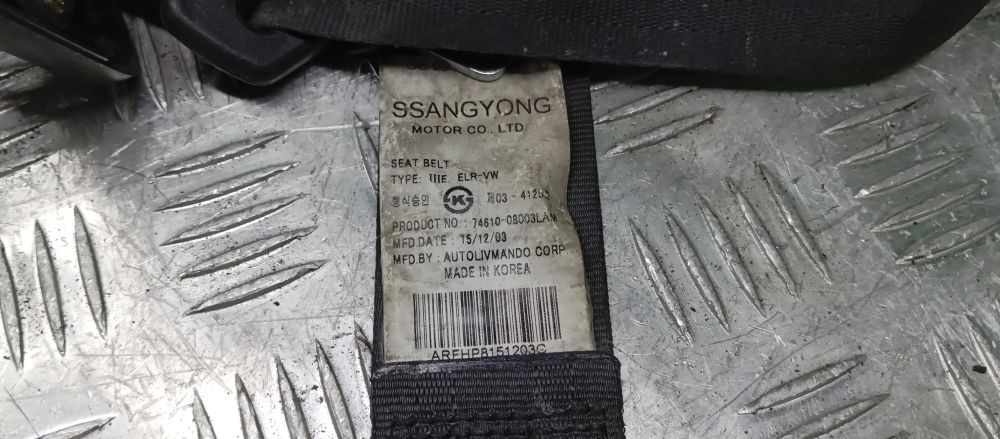 SSANGYONG
MOTOR CO., LTD
SEAT BELT
TYPE: IIIE. ELR-VW
형식승인 제03-41203
PRODUCT NO.: 74610-08003LAM
MFD.DATE : 15/12/03
MFD.BY : AUTOLIVMANDO CORP.
MADE IN KOREA
AREHP8151203C